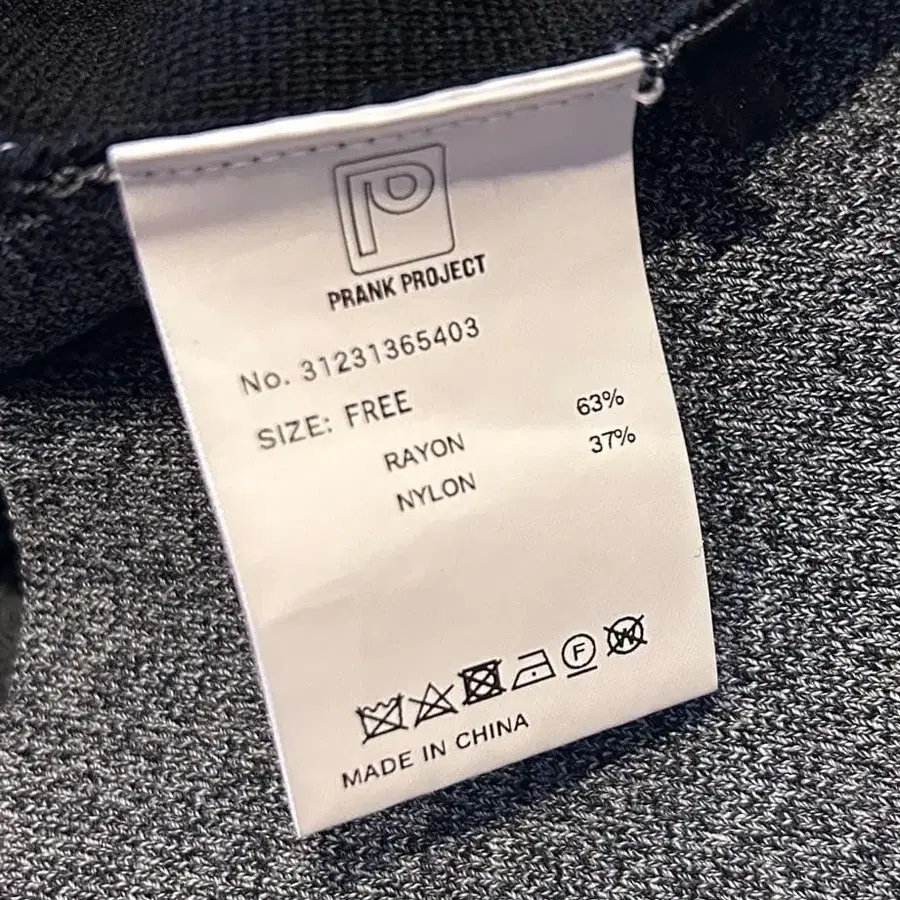 PRANK PROJECT
No. 31231365403
SIZE: FREE
RAYON 63%
NYLON 37%
F W
MADE IN CHINA